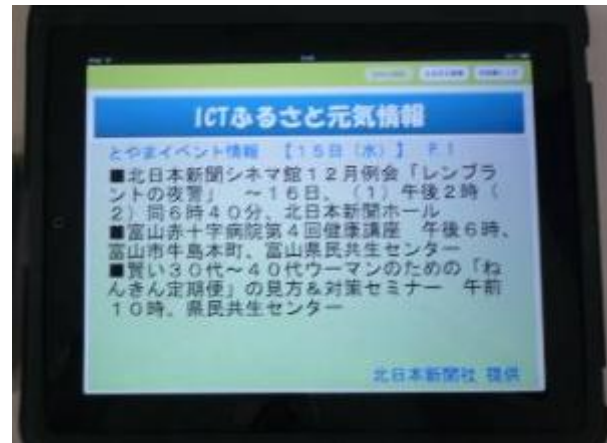 ICTふるさと元気情報
とやまイベント情報 【15日(水)】 P.1
■北日本新聞シネマ館12月例会「レンブラ
ントの夜警」 ~16日、(1)午後2時(
2)同6時40分、北日本新聞ホール
■富山赤十字病院第4回健康講座 午後6時、
富山市牛島本町、富山県民共生センター
■賢い30代~40代ウーマンのための「ね
んきん定期便」の見方&対策セミナー 午前
10時、県民共生センター
北日本新聞社 提供